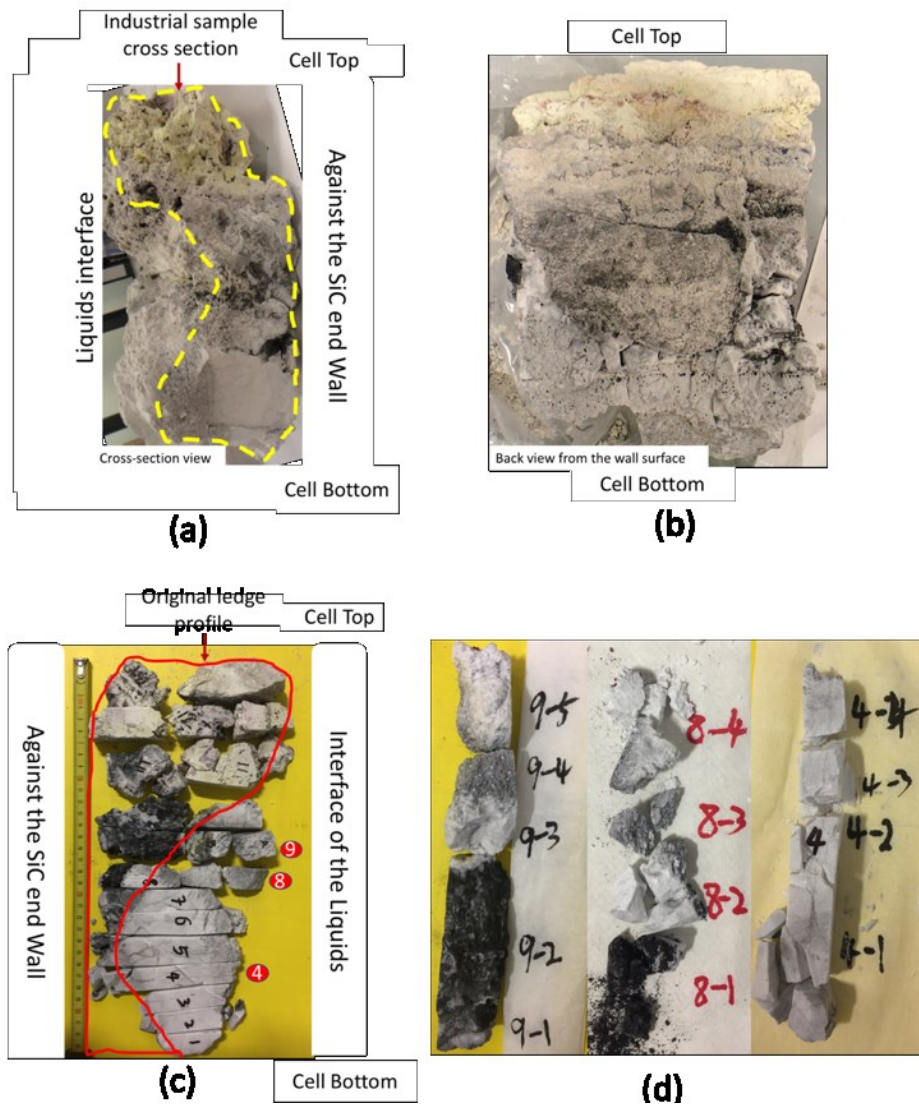 Industrial sample
cross section
Cell Top
Liquids interface
Against the SiC end Wall
Cross-section view
Cell Bottom
(a)
Cell Top
Back view from the wall surface
Cell Bottom
(b)
Original ledge
profile
Cell Top
Against the SiC end Wall
Interface of the Liquids
11
9
8
7
6
5
4
4
3
2
1
Cell Bottom
(c)
9-5
9-4
9-3
9-2
9-1
8-4
8-3
8-2
8-1
4-3
4-2
4
4-1
(d)